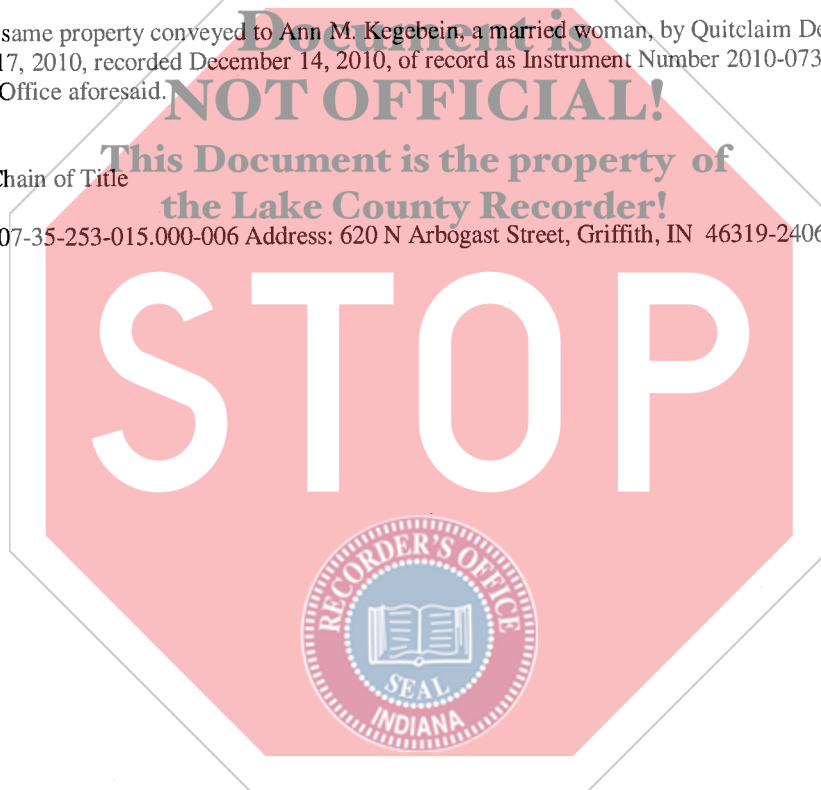 Document is
same property conveyed to Ann M. Kegebein, a married woman, by Quitclaim De
17, 2010, recorded December 14, 2010, of record as Instrument Number 2010-073
Office aforesaid.
NOT OFFICIAL!
This Document is the property of
Chain of Title
the Lake County Recorder!
07-35-253-015.000-006 Address: 620 N Arbogast Street, Griffith, IN 46319-2406
STOP
RECORDER'S OFFICE
SEAL
INDIANA